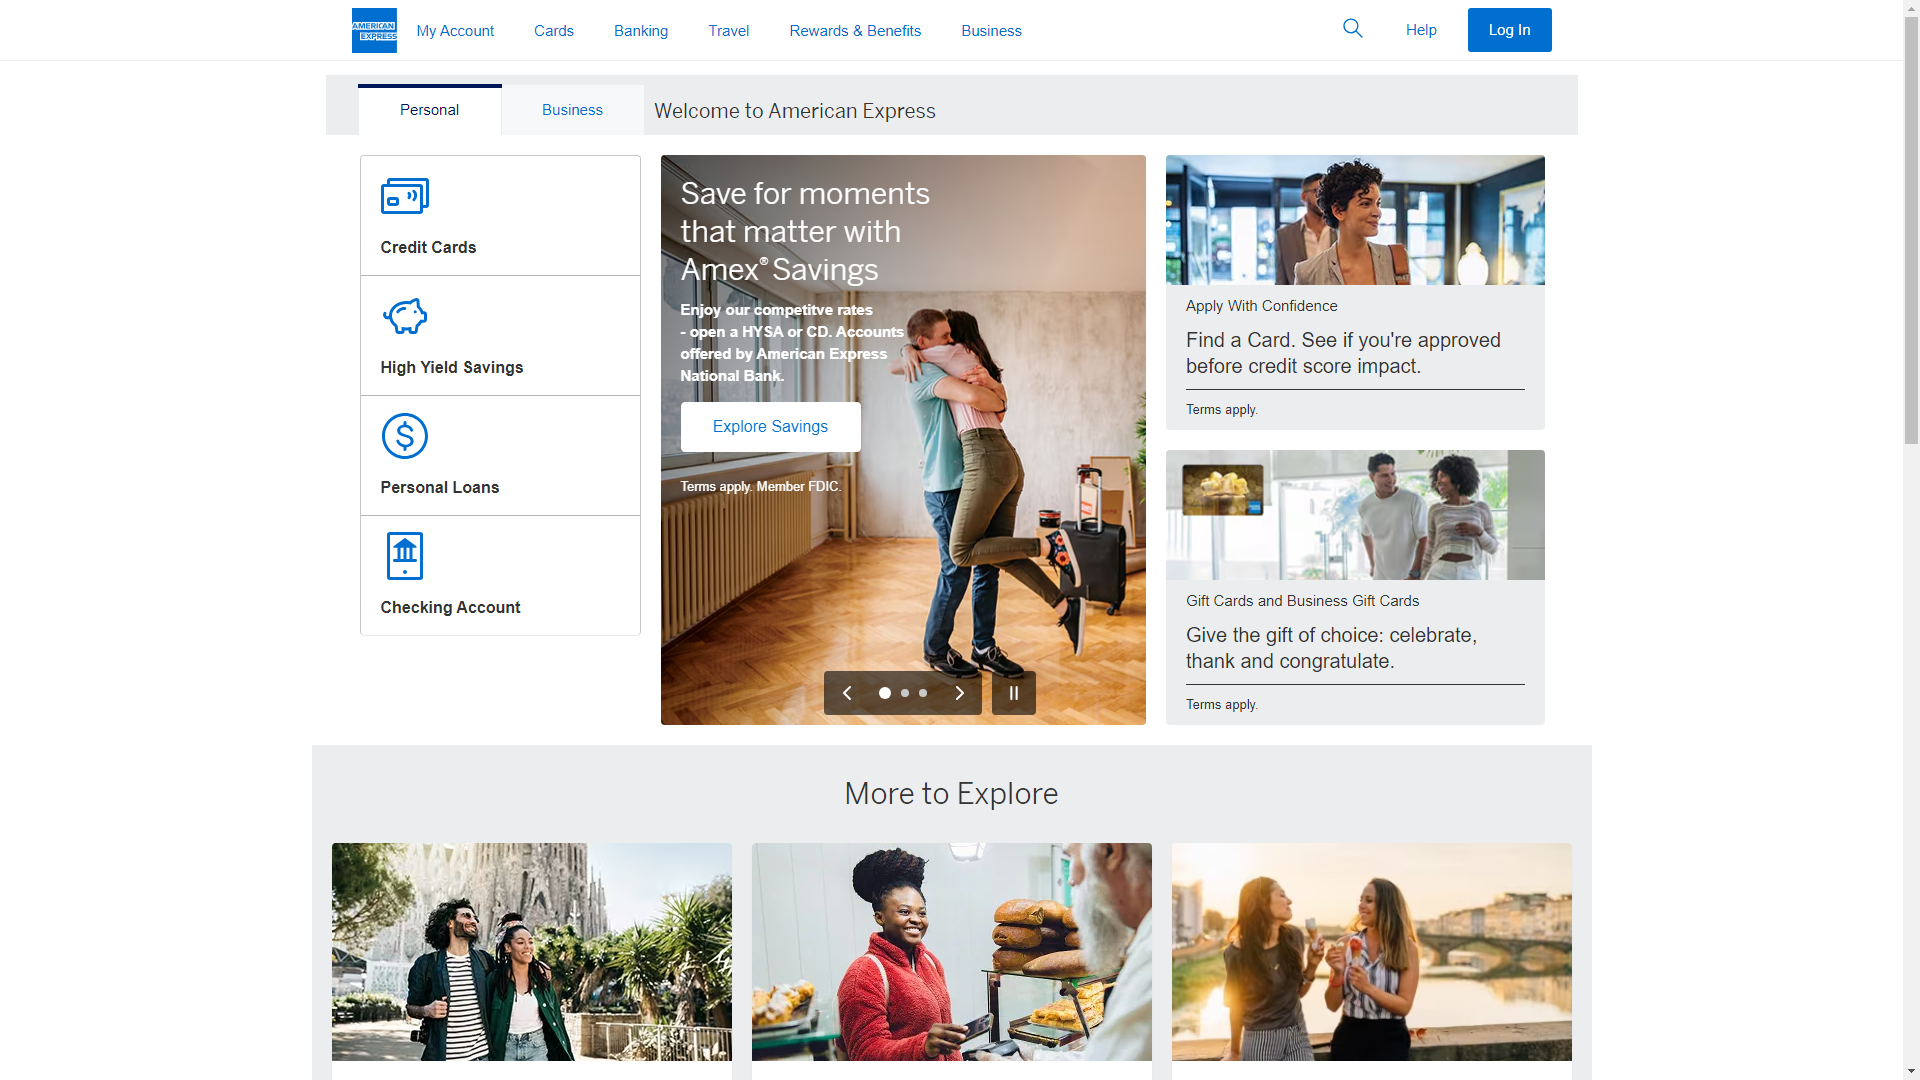 AMERICAN
EXPRESS
My Account
Cards
Banking
Travel
Rewards & Benefits
Business
Help
Log In
Personal
Business
Welcome to American Express
Credit Cards
High Yield Savings
Personal Loans
Checking Account
Save for moments
that matter with
Amex® Savings
Enjoy our competitve rates
- open a HYSA or CD. Accounts
offered by American Express
National Bank.
Explore Savings
Terms apply. Member FDIC.
Apply With Confidence
Find a Card. See if you're approved
before credit score impact.
Terms apply.
Gift Cards and Business Gift Cards
Give the gift of choice: celebrate,
thank and congratulate.
Terms apply.
More to Explore